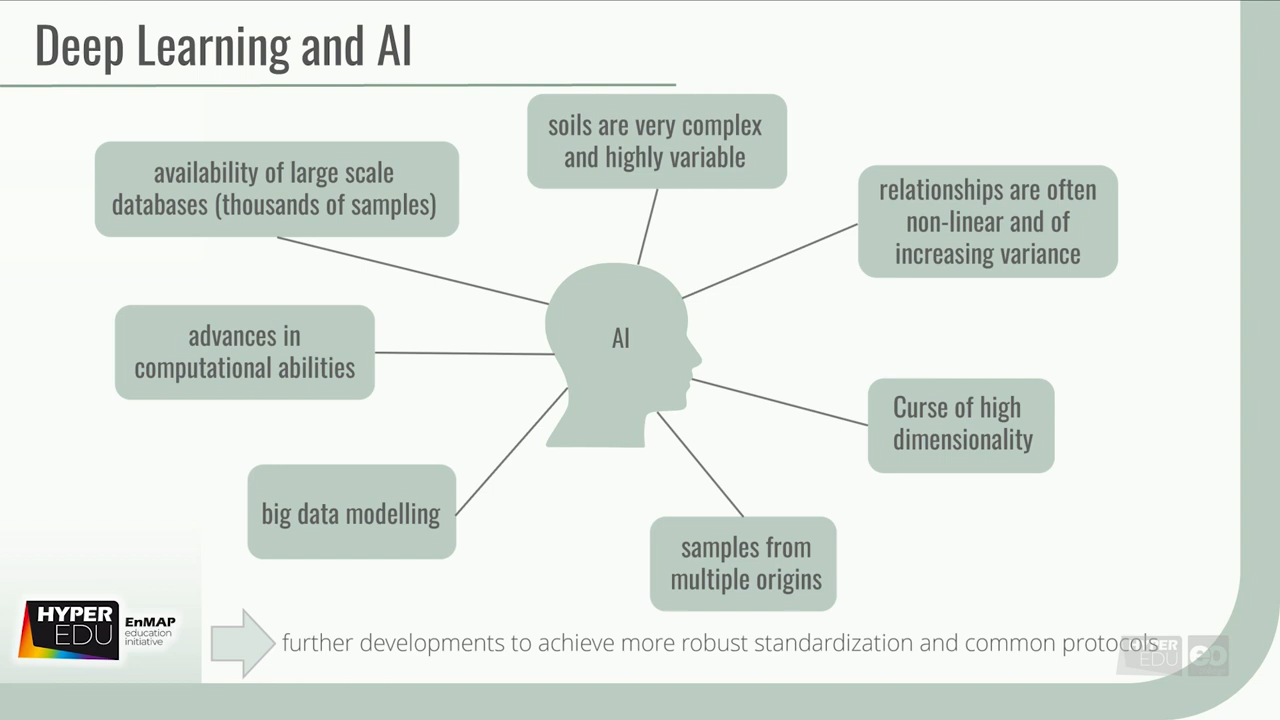 Deep Learning and AI
soils are very complex
and highly variable
availability of large scale
databases (thousands of samples)
relationships are often
non-linear and of
increasing variance
AI
advances in
computational abilities
Curse of high
dimensionality
big data modelling
samples from
multiple origins
HYPER
EDU
EnMAP
education
initiative
further developments to achieve more robust standardization and common protocols
HYPER
EDU
eo